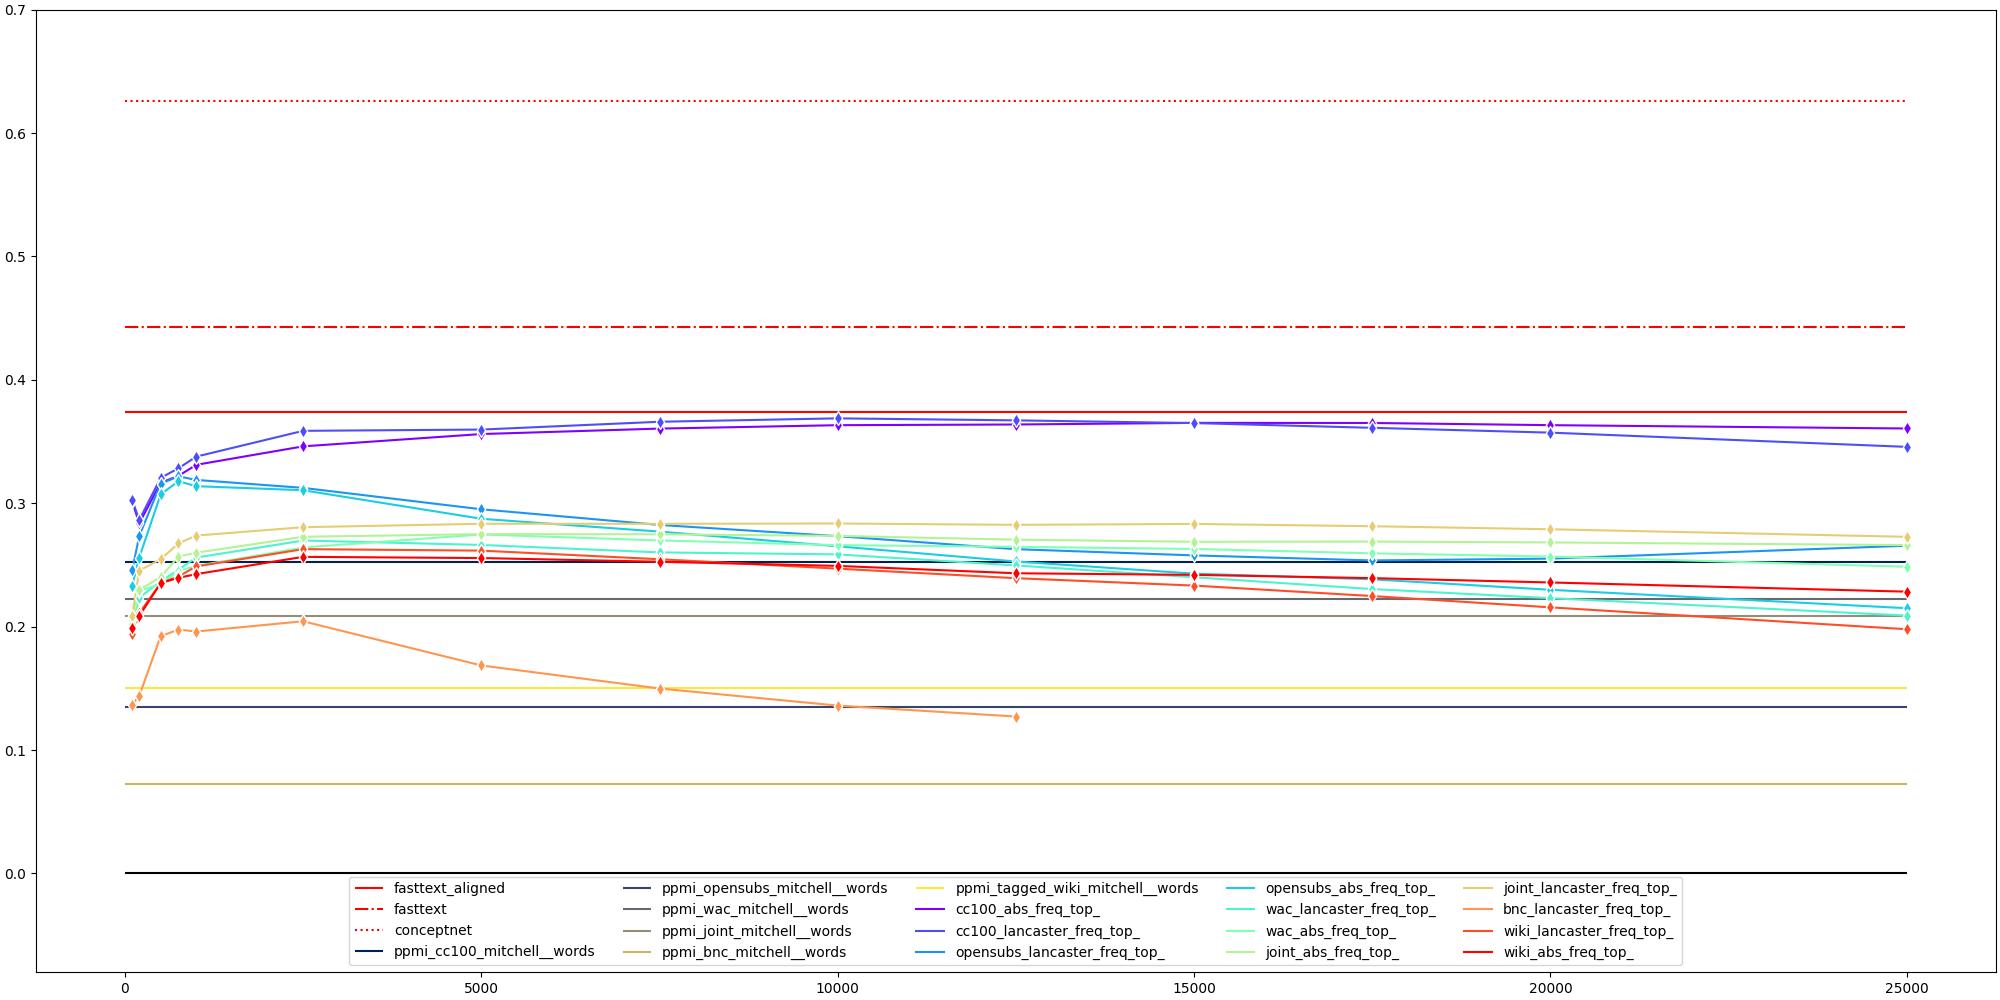 0.7
0.6
0.5
0.4
0.3
0.2
0.1
0.0
fasttext_aligned
fasttext
conceptnet
ppmi_cc100_mitchell__words
ppmi_opensubs_mitchell__words
ppmi_wac_mitchell__words
ppmi_joint_mitchell__words
ppmi_bnc_mitchell__words
ppmi_tagged_wiki_mitchell__words
cc100_abs_freq_top_
cc100_lancaster_freq_top_
opensubs_lancaster_freq_top_
opensubs_abs_freq_top_
wac_lancaster_freq_top_
wac_abs_freq_top_
joint_abs_freq_top_
joint_lancaster_freq_top_
bnc_lancaster_freq_top_
wiki_lancaster_freq_top_
wiki_abs_freq_top_
0
5000
10000
15000
20000
25000